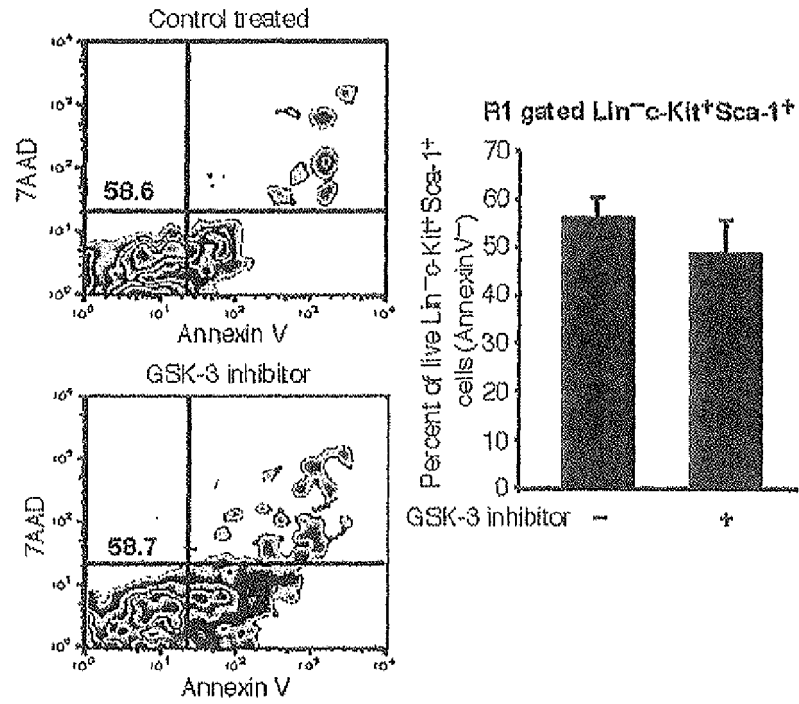 Control treated
10⁴
10³
10²
10¹
10⁰
7AAD
58.6
10⁰ 10¹ 10² 10³ 10⁴
Annexin V
GSK-3 inhibitor
10⁴
10³
10²
10¹
10⁰
7AAD
58.7
10⁰ 10¹ 10² 10³ 10⁴
Annexin V
R1 gated Lin⁻c-Kit⁺Sca-1⁺
Percent of live Lin⁻c-Kit⁺Sca-1⁺
cells (Annexin V⁻)
70
60
50
40
30
20
10
0
GSK-3 inhibitor − +